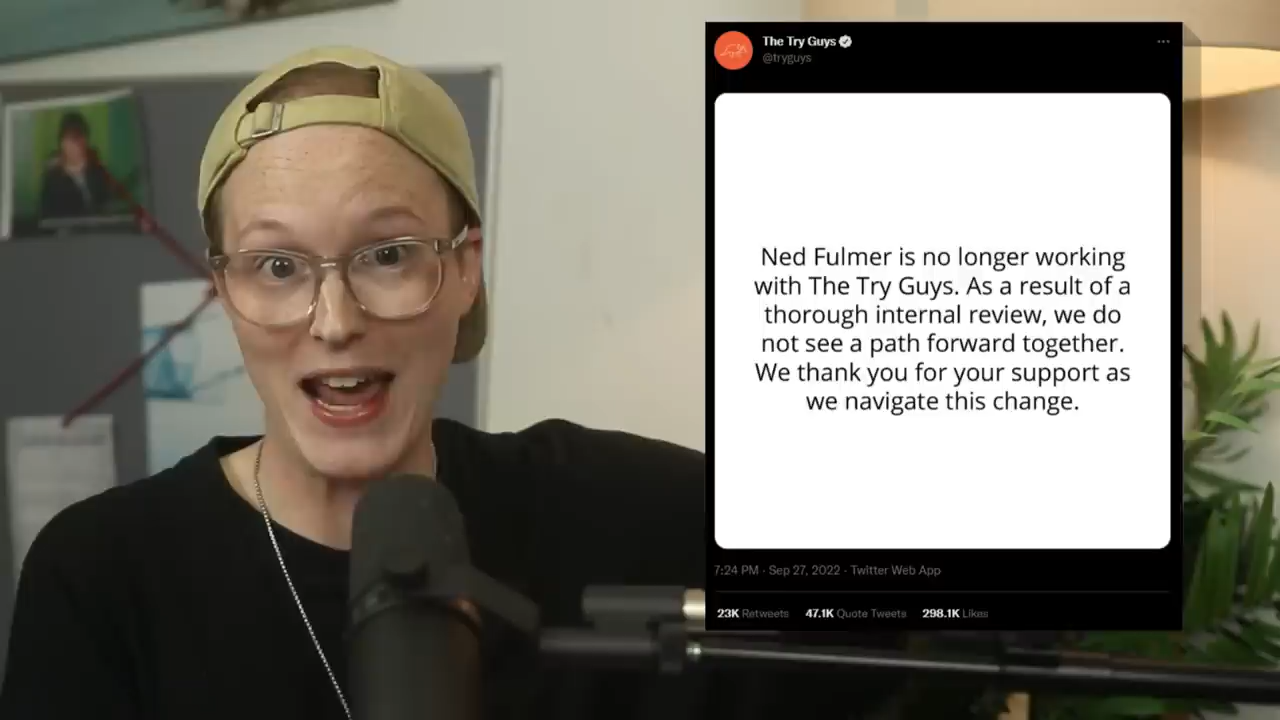 The Try Guys
@tryguys
Ned Fulmer is no longer working
with The Try Guys. As a result of a
thorough internal review, we do
not see a path forward together.
We thank you for your support as
we navigate this change.
7:24 PM · Sep 27, 2022 · Twitter Web App
23K Retweets 47.1K Quote Tweets 298.1K Likes